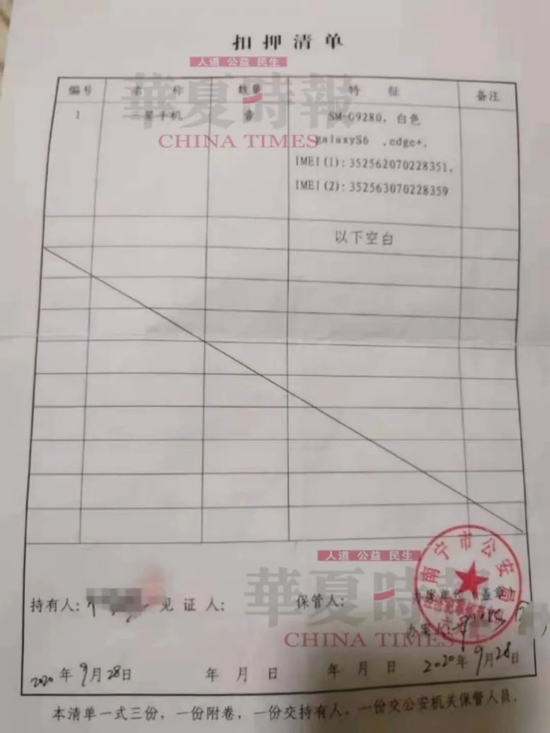 扣押清单
人道 公益 民生
華夏時報
CHINA TIMES
编号 名称 数量 特征 备注
1 三星手机 壹 SM-G9280, 白色
galaxyS6 .edge+,
IMEI(1):352562070228351,
IMEI(2):352563070228359
以下空白
人道 公益 民生
華夏時報
CHINA TIMES
南宁市公安局
持有人: 见证人: 保管人:
2020年9月28日 年 月 日 年 月 日 2020年9月28日
本清单一式三份，一份附卷，一份交持有人，一份交公安机关保管人员。